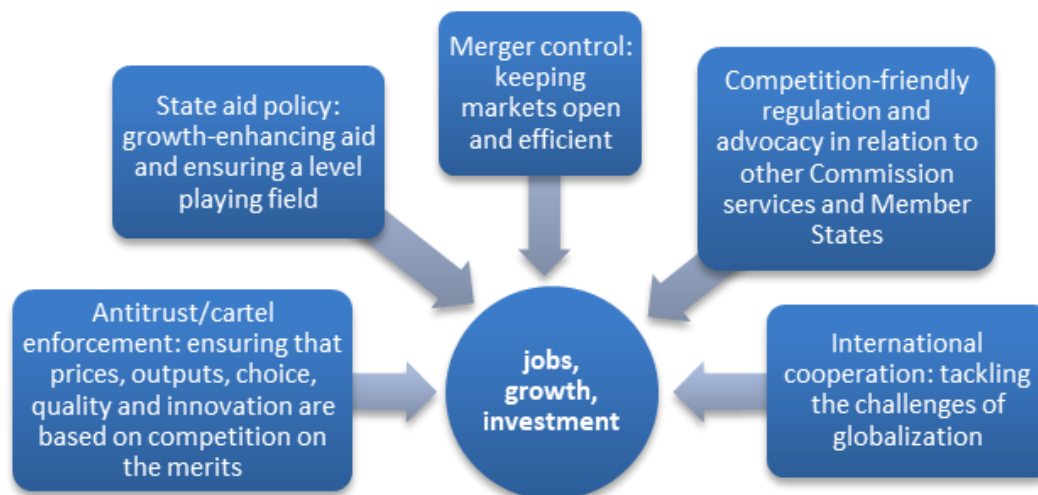 Merger control:
keeping
markets open
and efficient
State aid policy:
growth-enhancing aid
and ensuring a level
playing field
Competition-friendly
regulation and
advocacy in relation to
other Commission
services and Member
States
Antitrust/cartel
enforcement: ensuring that
prices, outputs, choice,
quality and innovation are
based on competition on
the merits
jobs,
growth,
investment
International
cooperation: tackling
the challenges of
globalization